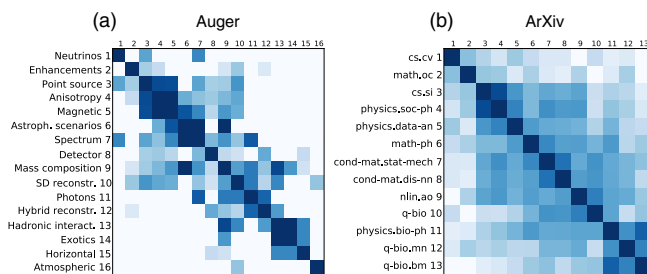 (a) Auger
1 2 3 4 5 6 7 8 9 10 11 12 13 14 15 16
Neutrinos 1
Enhancements 2
Point source 3
Anisotropy 4
Magnetic 5
Astroph. scenarios 6
Spectrum 7
Detector 8
Mass composition 9
SD reconstr. 10
Photons 11
Hybrid reconstr. 12
Hadronic interact. 13
Exotics 14
Horizontal 15
Atmospheric 16
(b) ArXiv
1 2 3 4 5 6 7 8 9 10 11 12 13
cs.cv 1
math.oc 2
cs.si 3
physics.soc-ph 4
physics.data-an 5
math-ph 6
cond-mat.stat-mech 7
cond-mat.dis-nn 8
nlin.ao 9
q-bio 10
physics.bio-ph 11
q-bio.mn 12
q-bio.bm 13